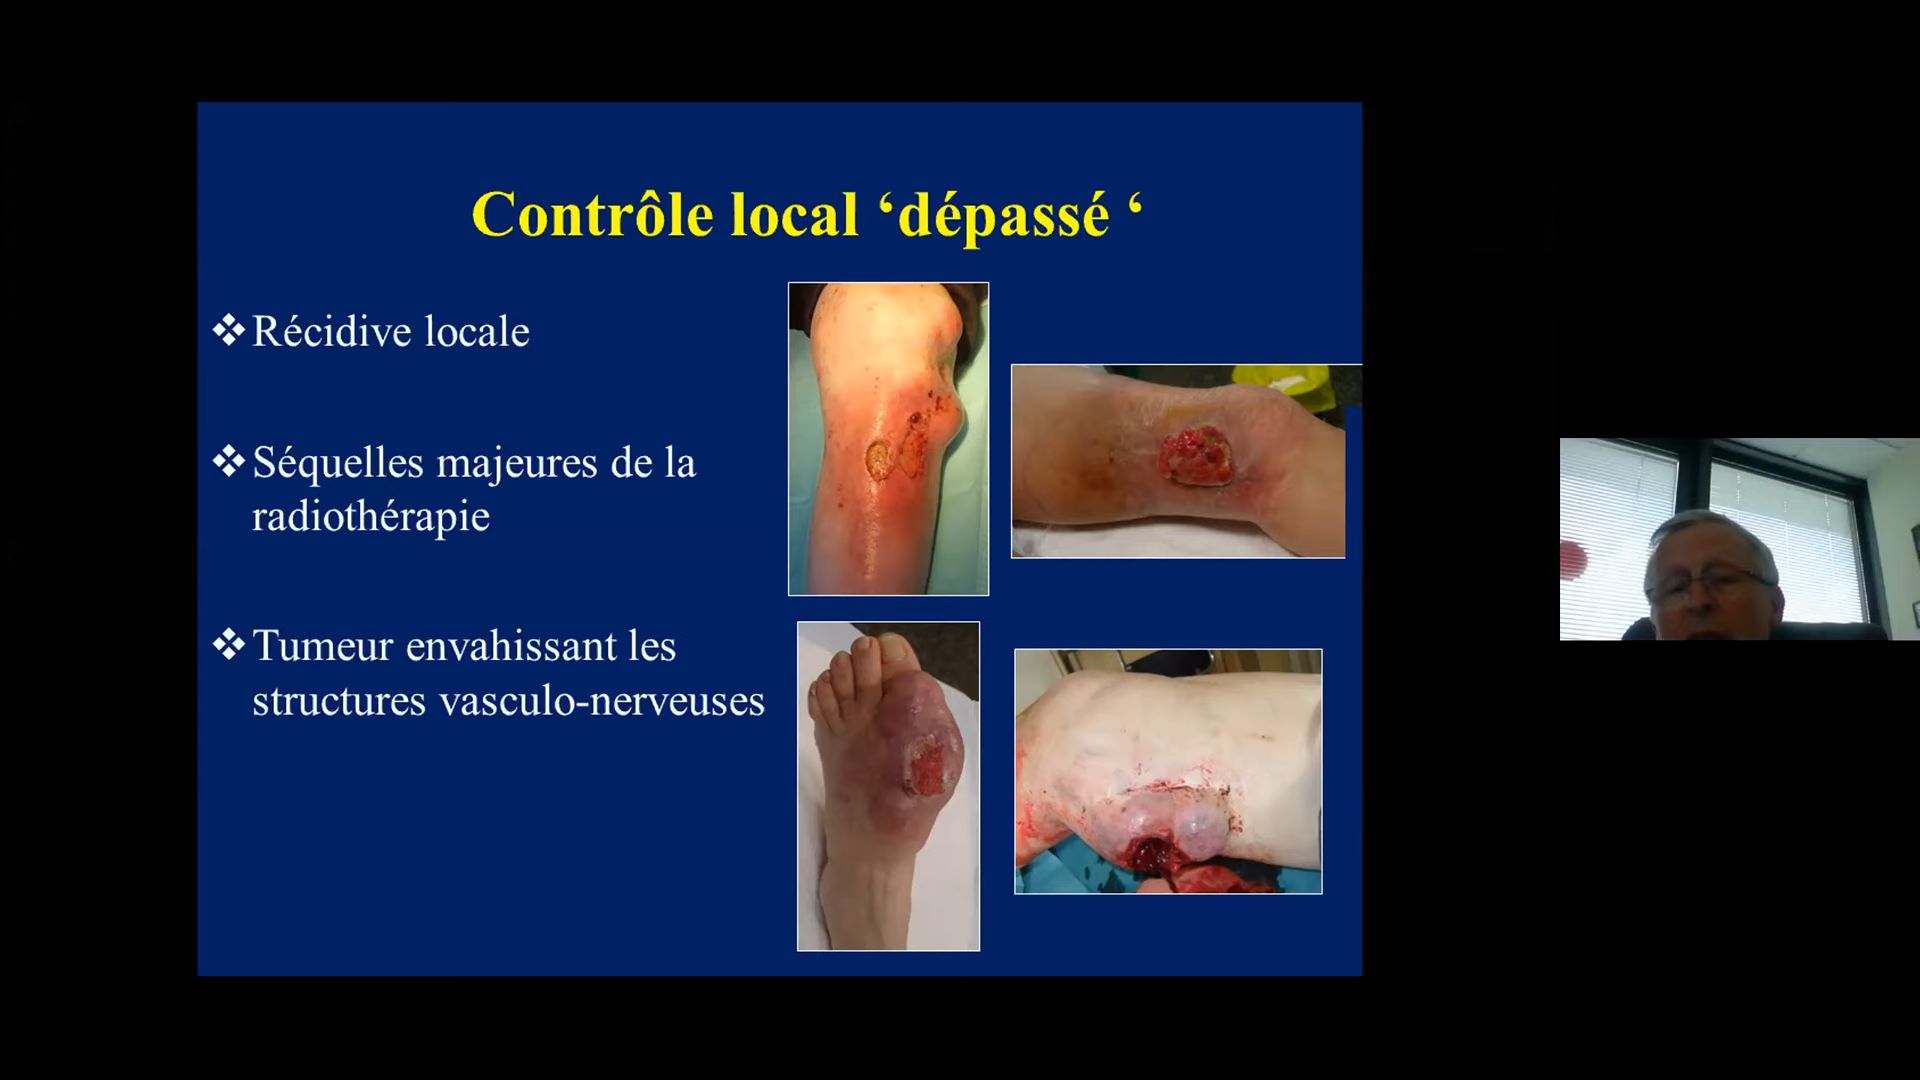 Contrôle local ‘dépassé ‘
❖Récidive locale
❖Séquelles majeures de la
radiothérapie
❖Tumeur envahissant les
structures vasculo-nerveuses